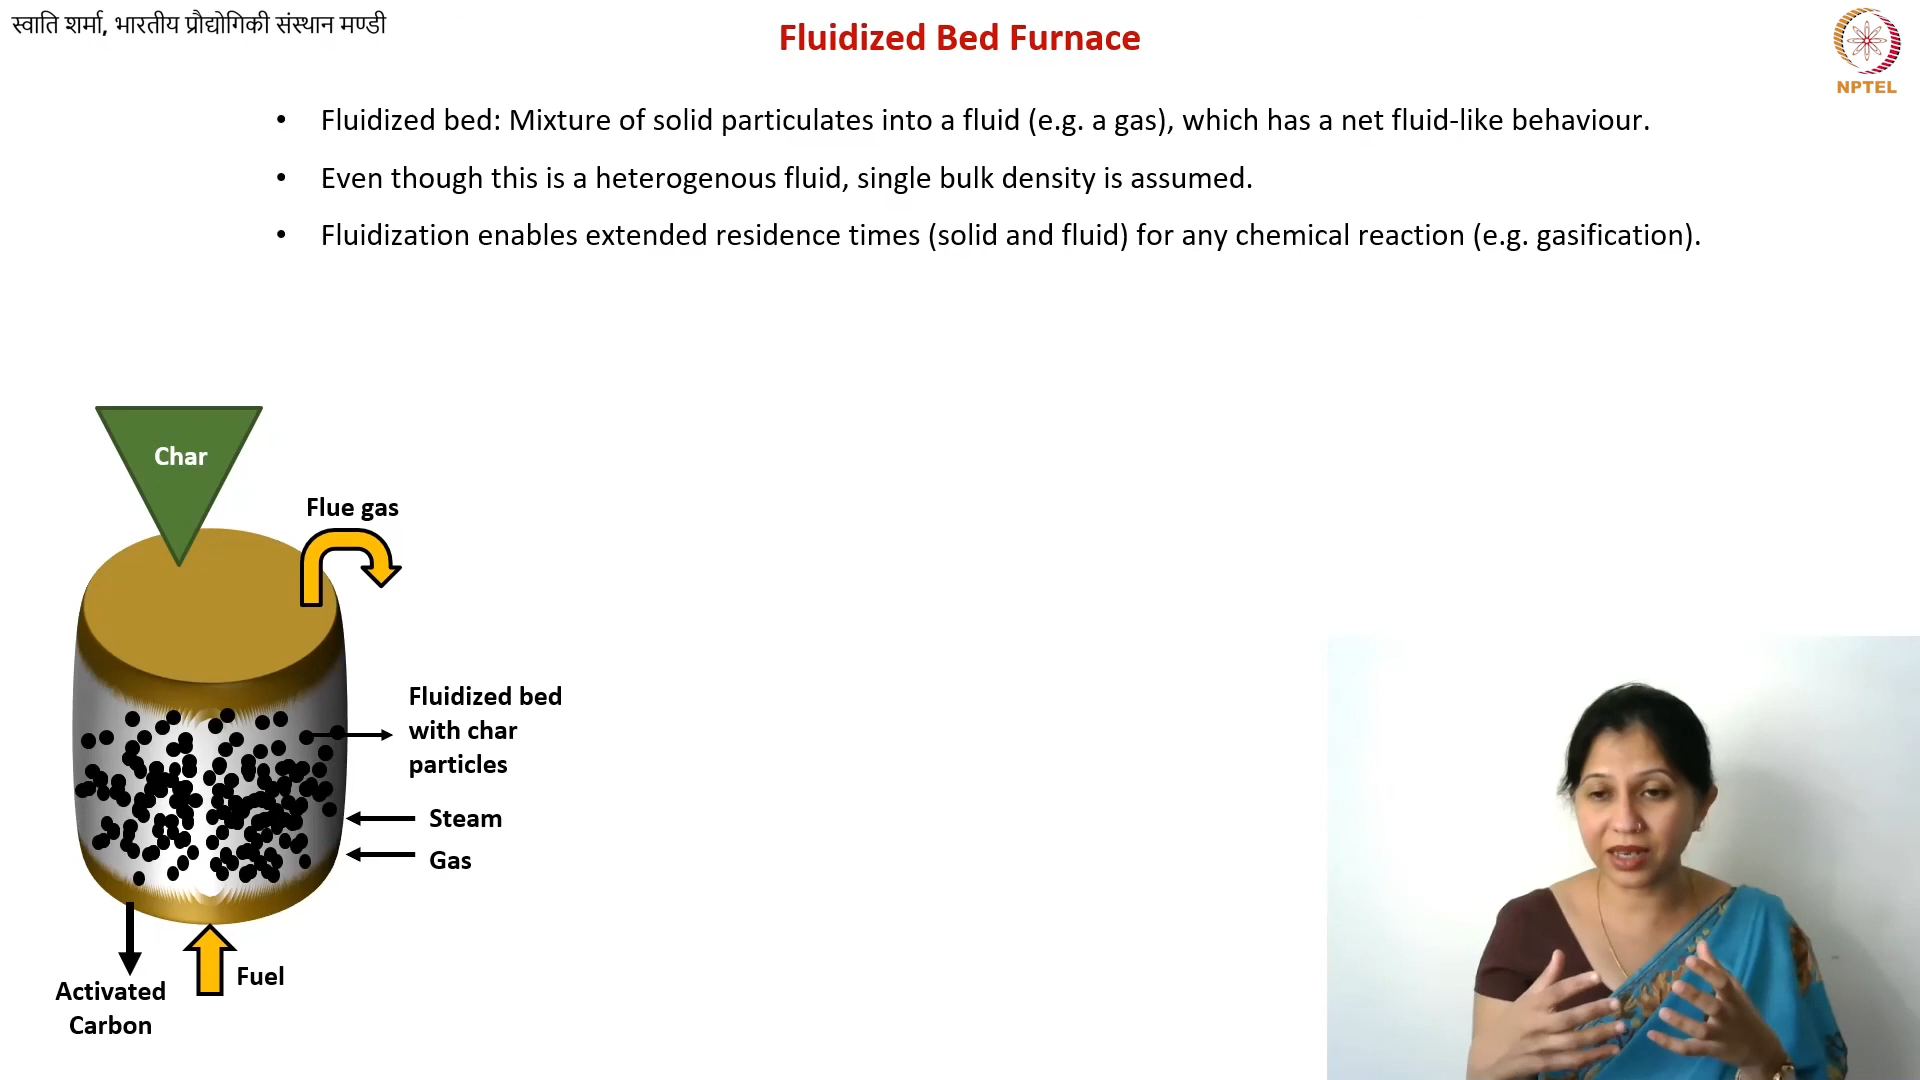 स्वाति शर्मा, भारतीय प्रौद्योगिकी संस्थान मण्डी
Fluidized Bed Furnace
NPTEL
• Fluidized bed: Mixture of solid particulates into a fluid (e.g. a gas), which has a net fluid-like behaviour.
• Even though this is a heterogenous fluid, single bulk density is assumed.
• Fluidization enables extended residence times (solid and fluid) for any chemical reaction (e.g. gasification).
Char
Flue gas
Fluidized bed
with char
particles
Steam
Gas
Fuel
Activated
Carbon